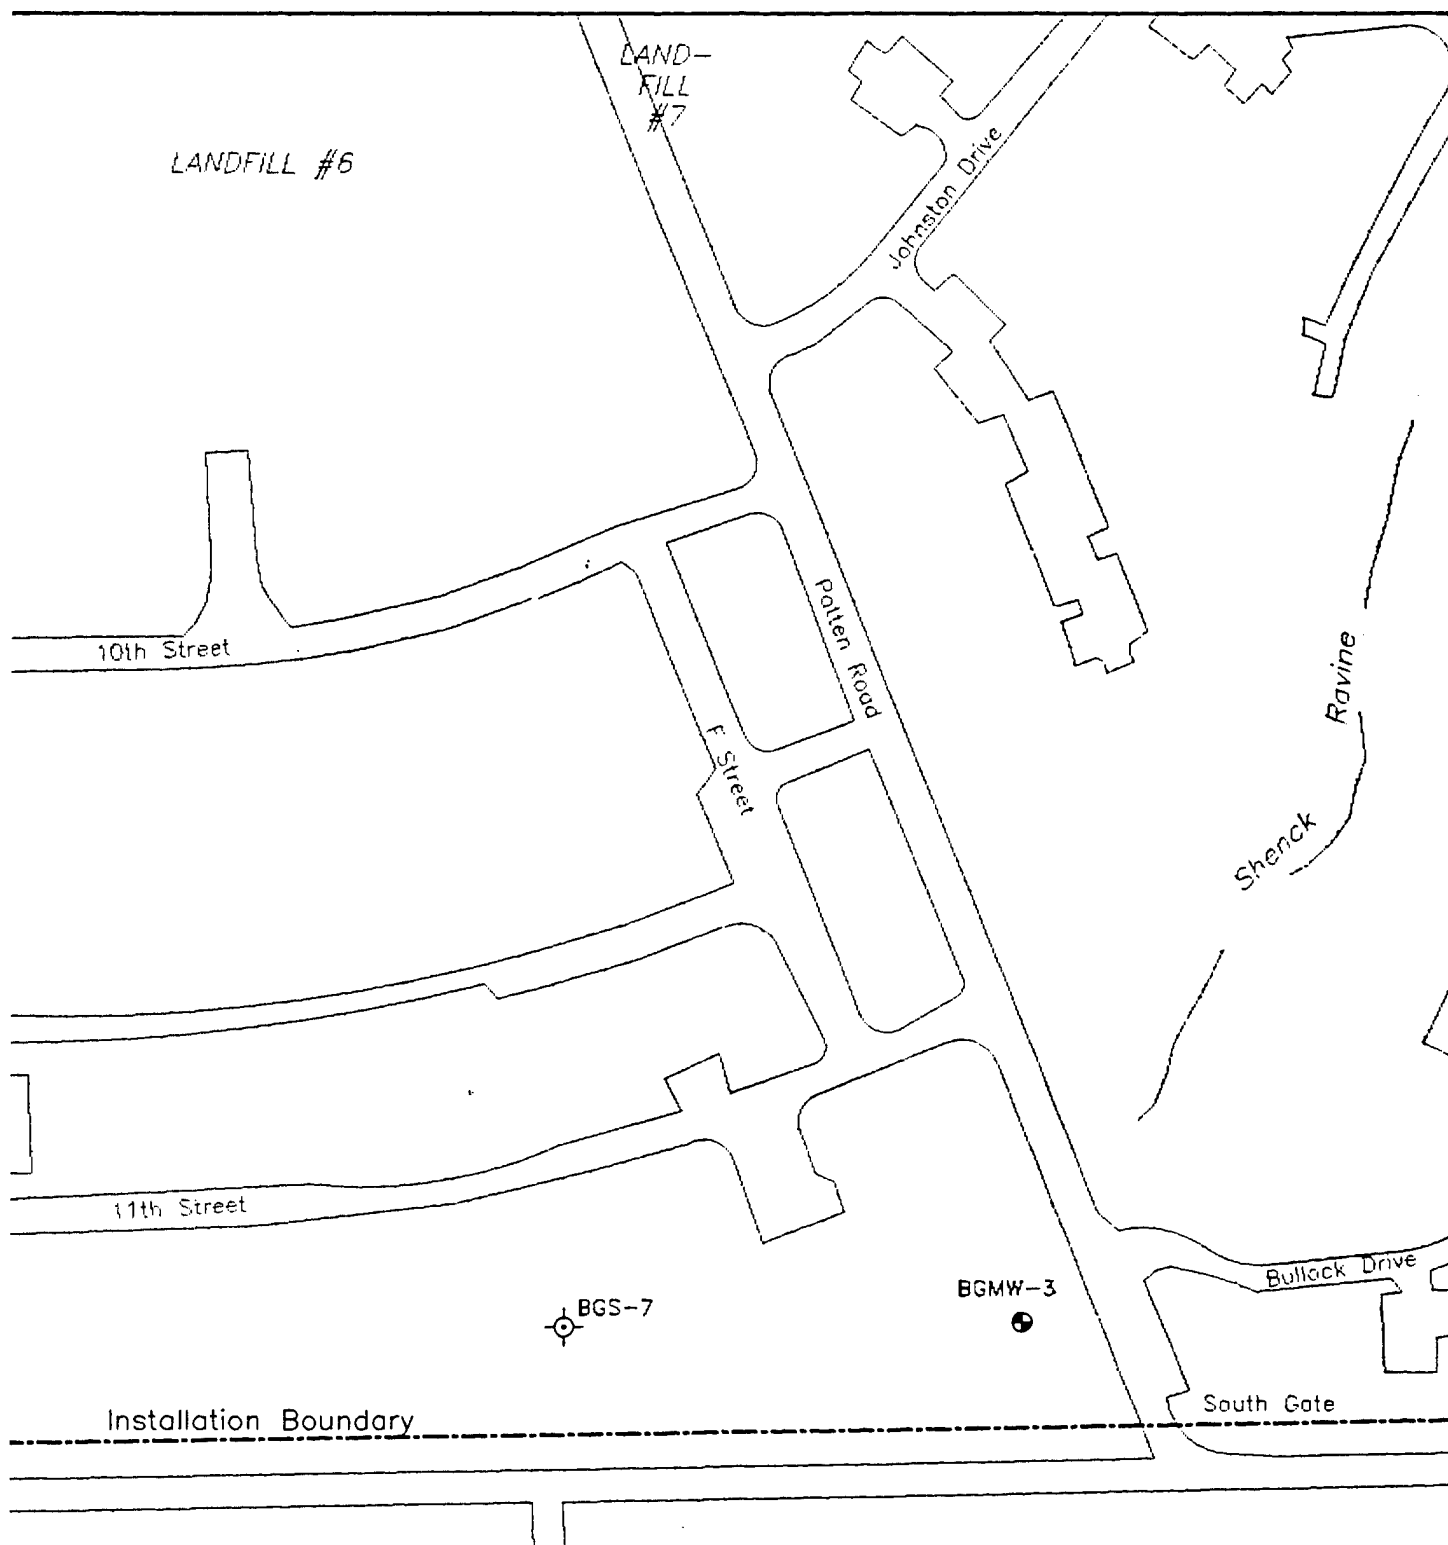 LAND-
FILL
#7
LANDFILL #6
Johnston Drive
10th Street
Patten Road
F Street
Shenck Ravine
11th Street
Bullock Drive
BGMW-3
BGS-7
South Gate
Installation Boundary